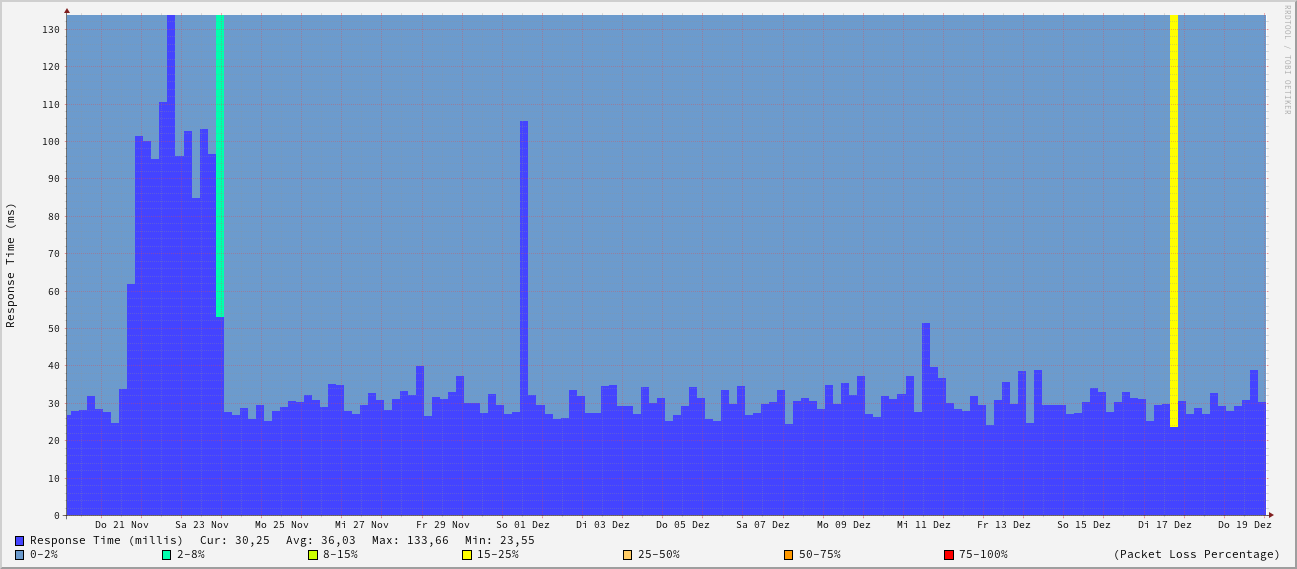 RRDTOOL / TOBI OETIKER
Response Time (ms)
130
120
110
100
90
80
70
60
50
40
30
20
10
0
Do 21 Nov Sa 23 Nov Mo 25 Nov Mi 27 Nov Fr 29 Nov So 01 Dez Di 03 Dez Do 05 Dez Sa 07 Dez Mo 09 Dez Mi 11 Dez Fr 13 Dez So 15 Dez Di 17 Dez Do 19 Dez
Response Time (millis) Cur: 30,25 Avg: 36,03 Max: 133,66 Min: 23,55
0-2% 2-8% 8-15% 15-25% 25-50% 50-75% 75-100% (Packet Loss Percentage)